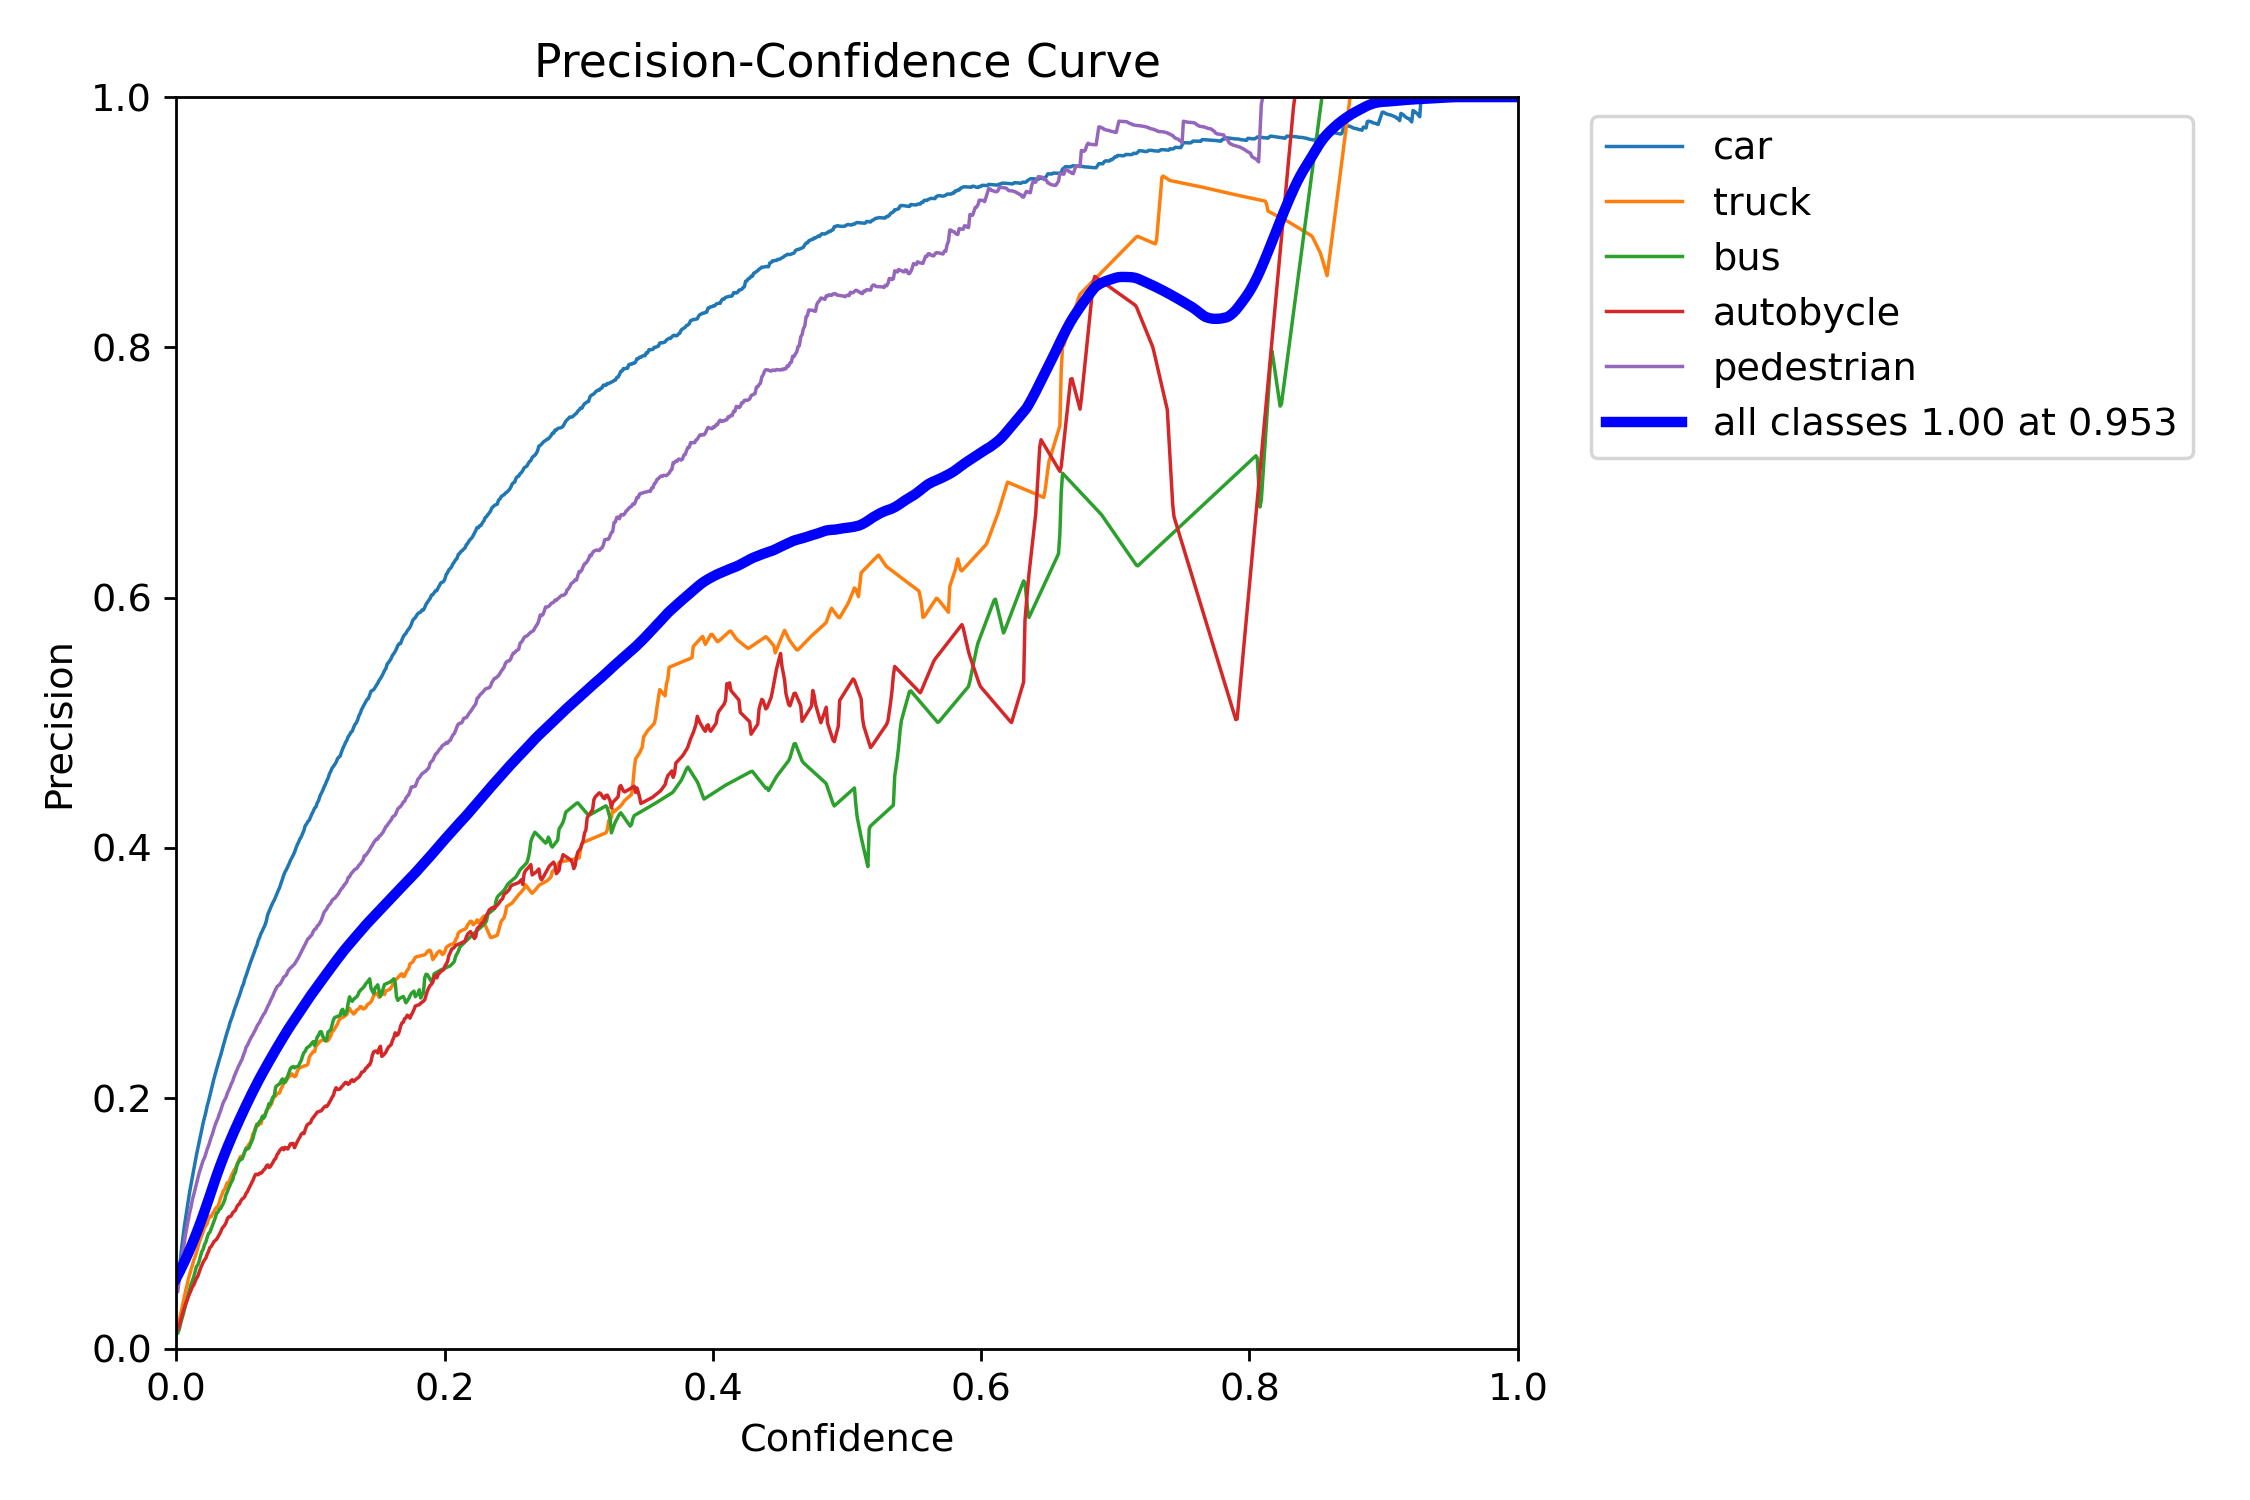 Precision-Confidence Curve
1.0
0.8
0.6
0.4
0.2
0.0
Precision
0.0 0.2 0.4 0.6 0.8 1.0
Confidence
car
truck
bus
autobycle
pedestrian
all classes 1.00 at 0.953